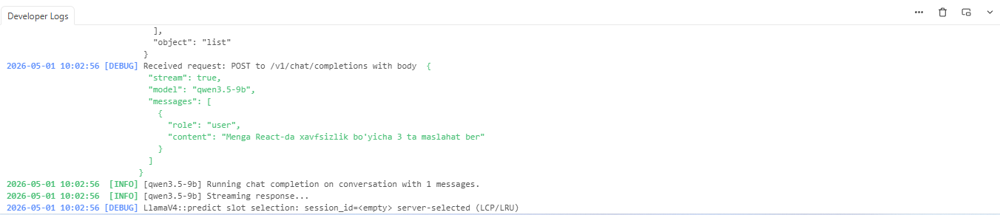 Developer Logs
],
"object": "list"
}
2026-05-01 10:02:56 [DEBUG] Received request: POST to /v1/chat/completions with body {
"stream": true,
"model": "qwen3.5-9b",
"messages": [
{
"role": "user",
"content": "Menga React-da xavfsizlik bo'yicha 3 ta maslahat ber"
}
]
}
2026-05-01 10:02:56 [INFO] [qwen3.5-9b] Running chat completion on conversation with 1 messages.
2026-05-01 10:02:56 [INFO] [qwen3.5-9b] Streaming response...
2026-05-01 10:02:56 [DEBUG] LlamaV4::predict slot selection: session_id=<empty> server-selected (LCP/LRU)